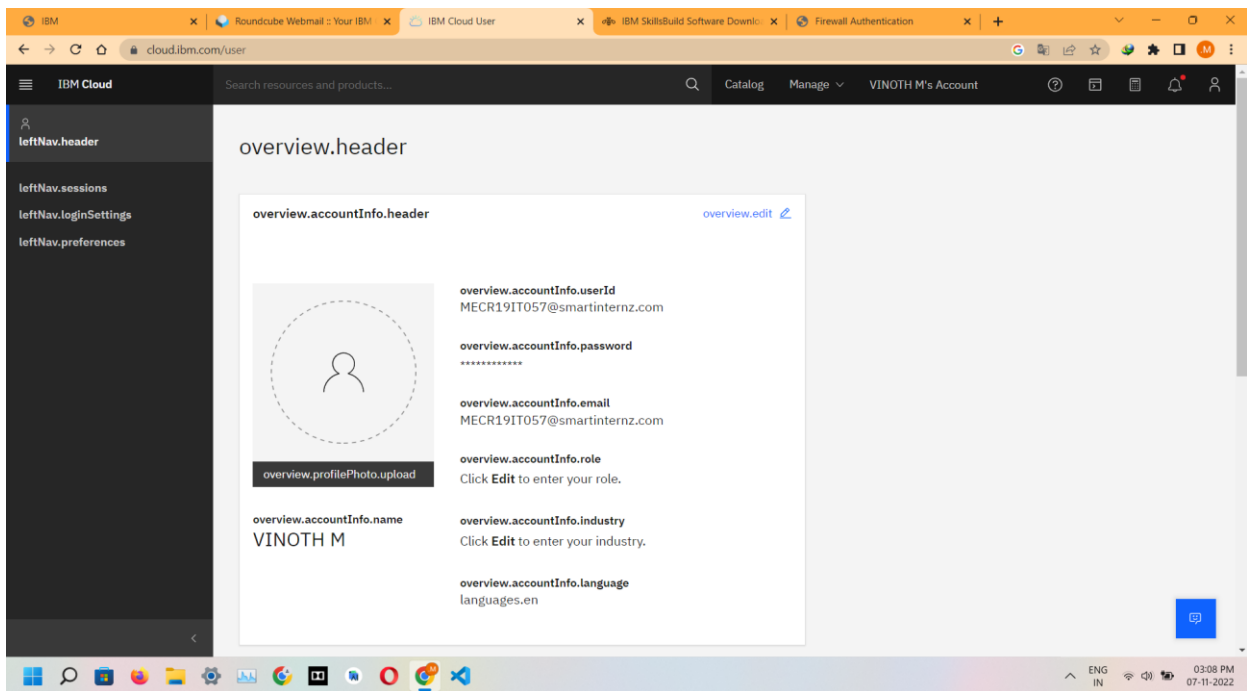 IBM
Roundcube Webmail :: Your IBM
IBM Cloud User
IBM SkillsBuild Software Downlo
Firewall Authentication
cloud.ibm.com/user
M
IBM Cloud
Search resources and products...
Catalog
Manage
VINOTH M's Account
leftNav.header
leftNav.sessions
leftNav.loginSettings
leftNav.preferences
overview.header
overview.accountInfo.header
overview.edit
overview.profilePhoto.upload
overview.accountInfo.name
VINOTH M
overview.accountInfo.userId
MECR19IT057@smartinternz.com
overview.accountInfo.password
************
overview.accountInfo.email
MECR19IT057@smartinternz.com
overview.accountInfo.role
Click Edit to enter your role.
overview.accountInfo.industry
Click Edit to enter your industry.
overview.accountInfo.language
languages.en
ENG
IN
03:08 PM
07-11-2022